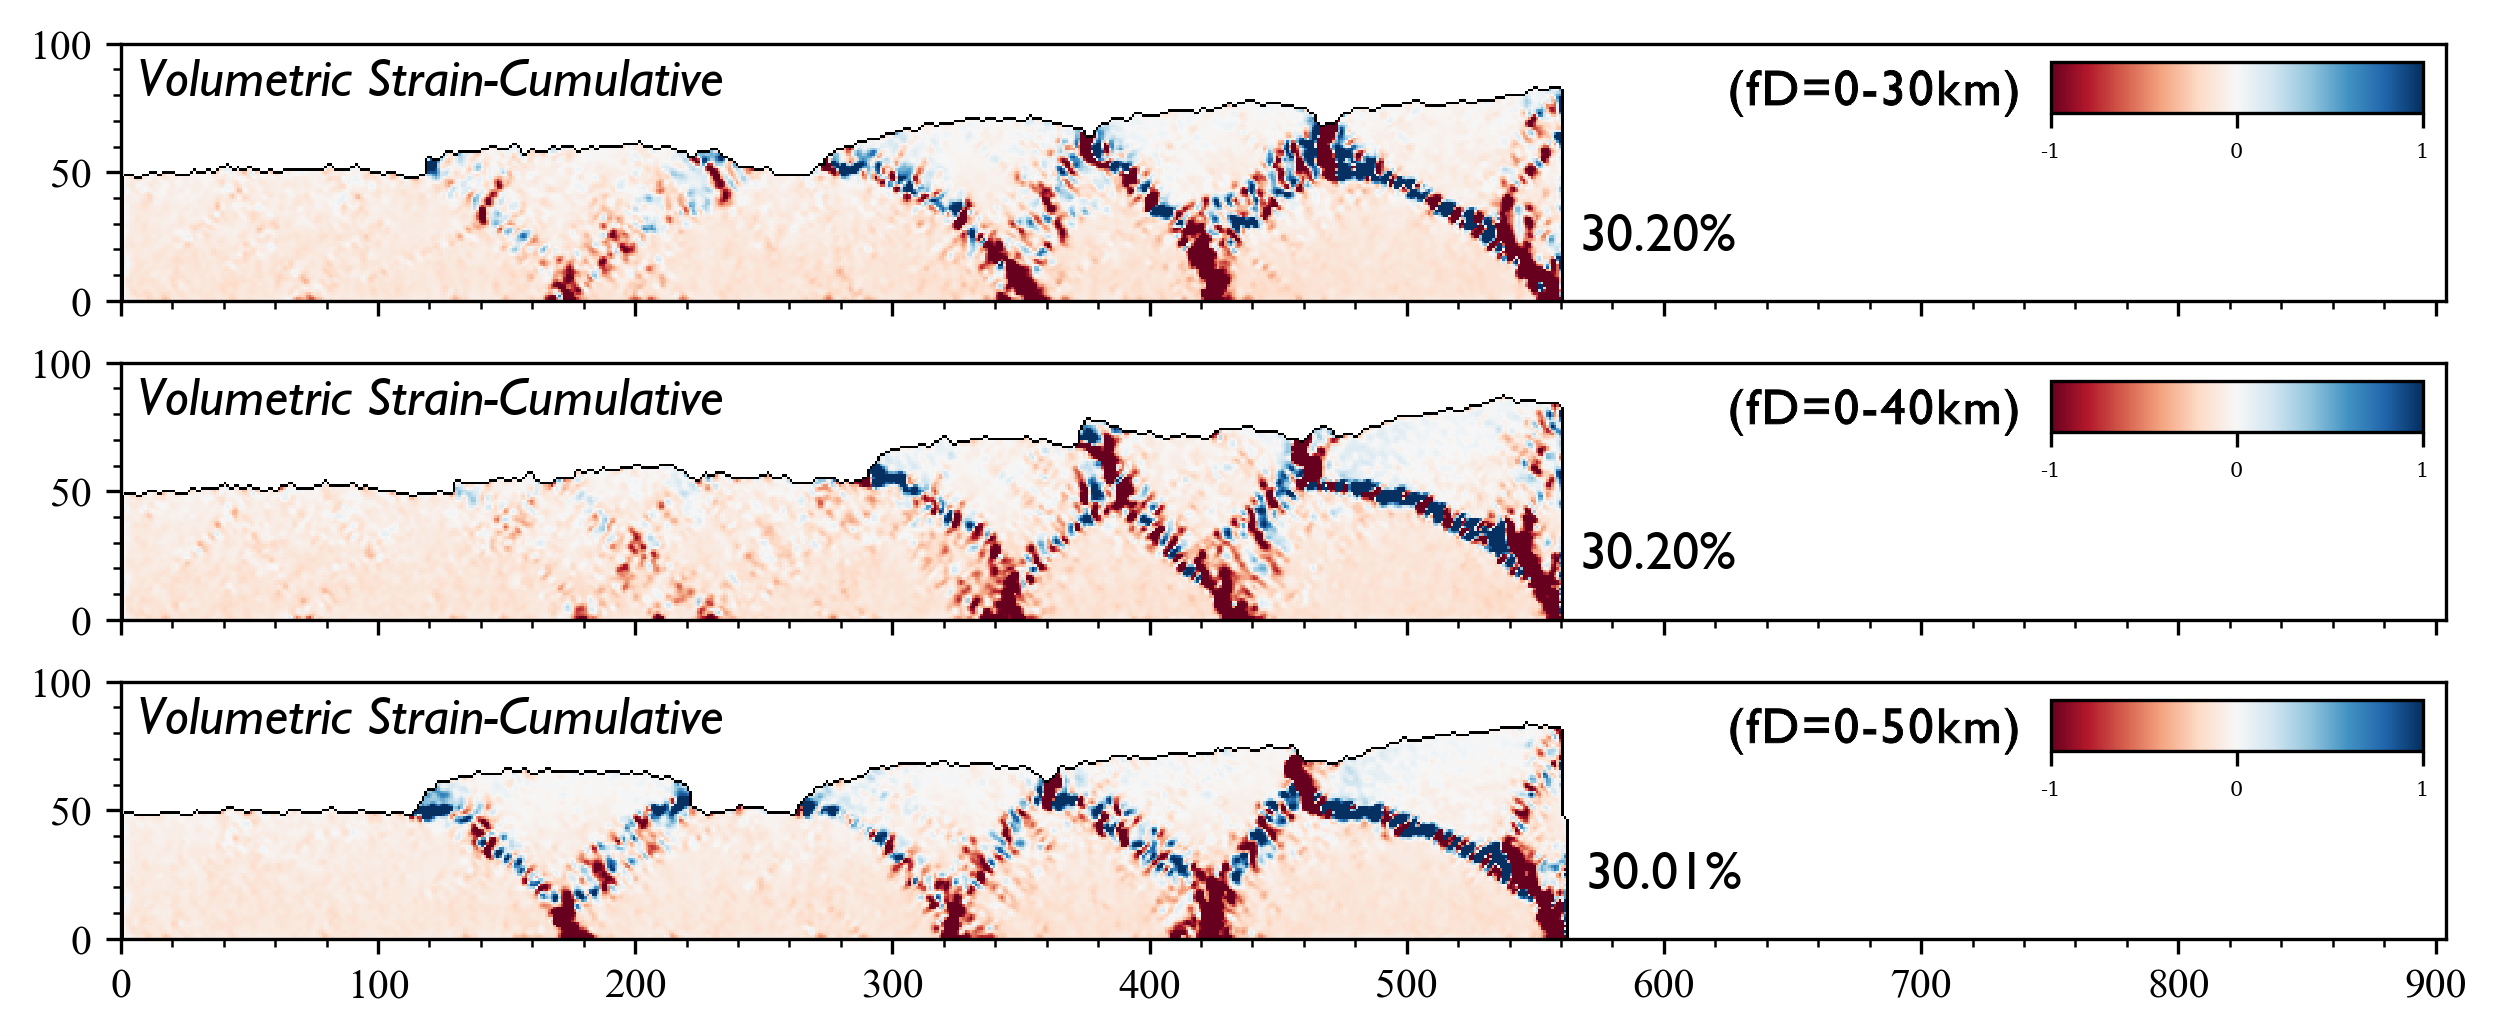 100
Volumetric Strain-Cumulative
(fD=0-30km)
-1 0 1
50
30.20%
0
100
Volumetric Strain-Cumulative
(fD=0-40km)
-1 0 1
50
30.20%
0
100
Volumetric Strain-Cumulative
(fD=0-50km)
-1 0 1
50
30.01%
0
0 100 200 300 400 500 600 700 800 900